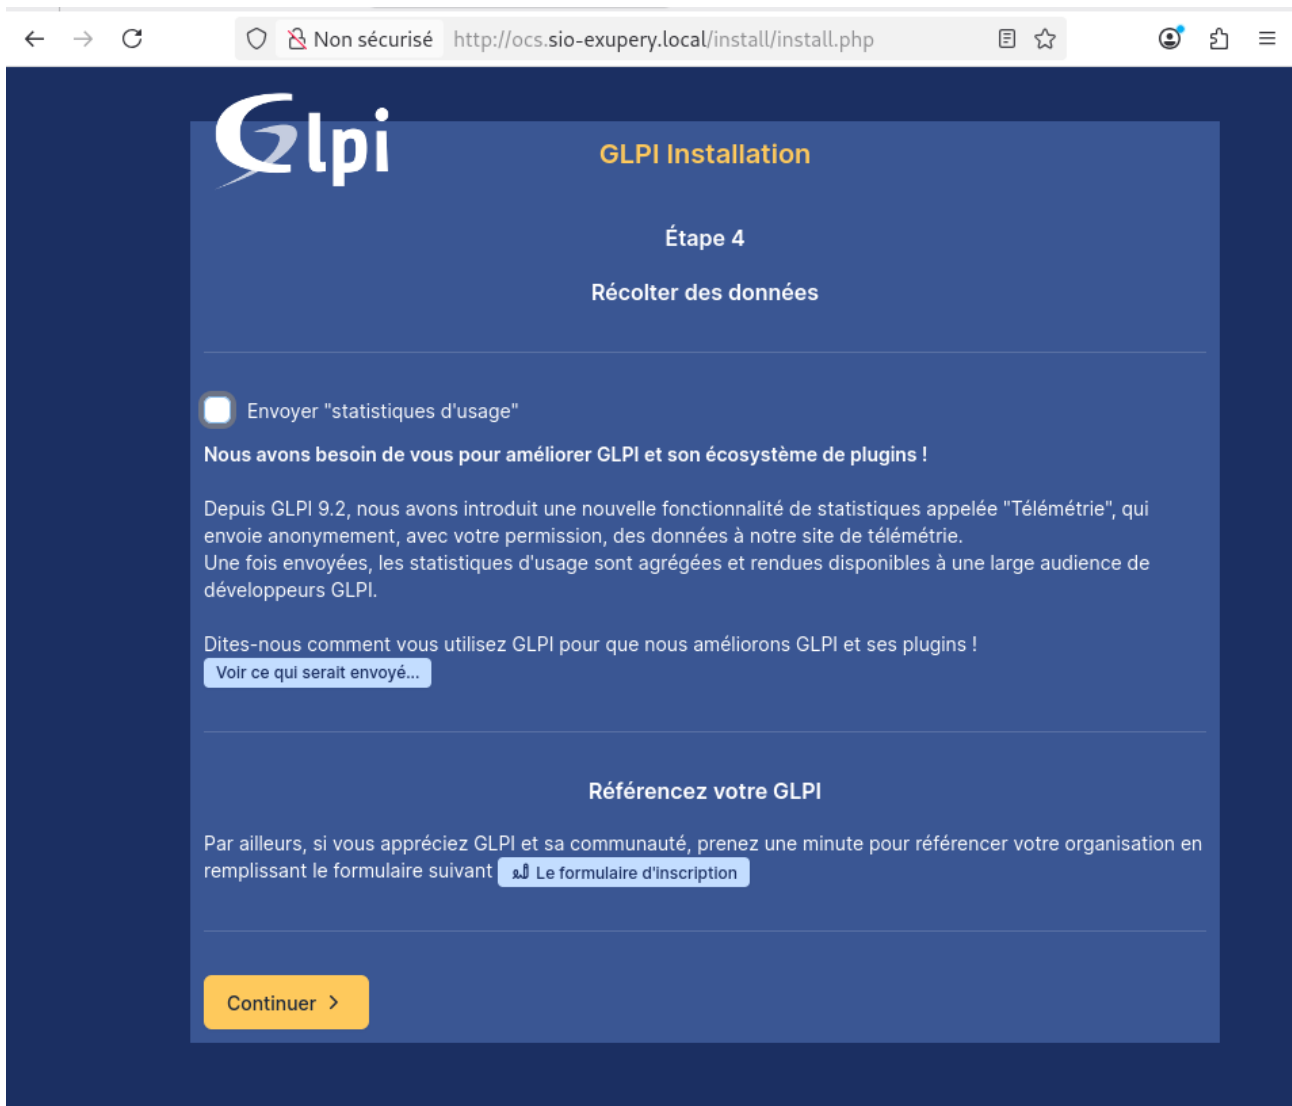 Non sécurisé http://ocs.sio-exupery.local/install/install.php
Glpi
GLPI Installation
Étape 4
Récolter des données
Envoyer "statistiques d'usage"
Nous avons besoin de vous pour améliorer GLPI et son écosystème de plugins !
Depuis GLPI 9.2, nous avons introduit une nouvelle fonctionnalité de statistiques appelée "Télémétrie", qui
envoie anonymement, avec votre permission, des données à notre site de télémétrie.
Une fois envoyées, les statistiques d'usage sont agrégées et rendues disponibles à une large audience de
développeurs GLPI.
Dites-nous comment vous utilisez GLPI pour que nous améliorons GLPI et ses plugins !
Voir ce qui serait envoyé...
Référencez votre GLPI
Par ailleurs, si vous appréciez GLPI et sa communauté, prenez une minute pour référencer votre organisation en
remplissant le formulaire suivant Le formulaire d'inscription
Continuer